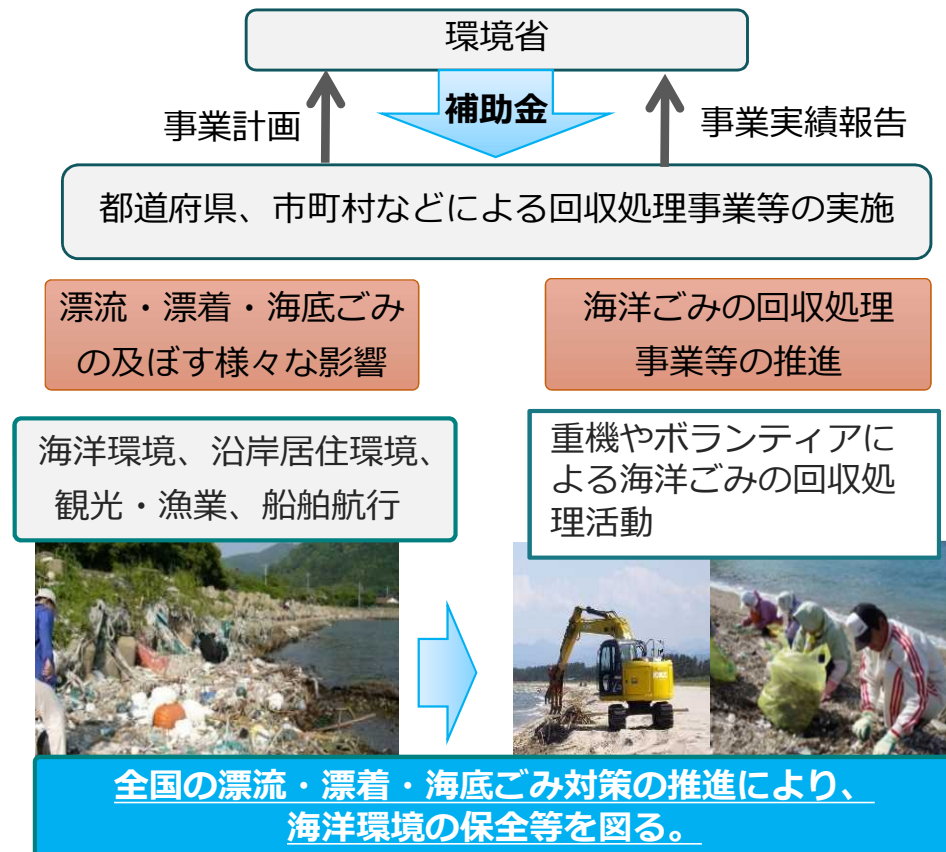 環境省
補助金
事業計画
事業実績報告
都道府県、市町村などによる回収処理事業等の実施
漂流・漂着・海底ごみ
の及ぼす様々な影響
海洋ごみの回収処理
事業等の推進
海洋環境、沿岸居住環境、
観光・漁業、船舶航行
重機やボランティアに
よる海洋ごみの回収処
理活動
全国の漂流・漂着・海底ごみ対策の推進により、
海洋環境の保全等を図る。